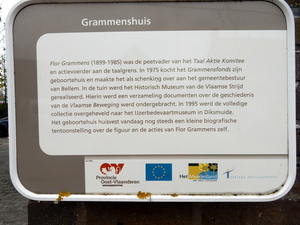 Grammenshuis
Flor Grammens (1899-1985) was de peetvader van het Taal Aktie Komitee
en actievoerder aan de taalgrens. In 1975 kocht het Grammensfonds zijn
geboortehuis en maakte het als schenking over aan het gemeentebestuur
van Bellem. In de tuin werd het Historisch Museum van de Vlaamse Strijd
gerealiseerd. Hierin werd een verzameling documenten over de geschiedenis
van de Vlaamse Beweging werd ondergebracht. In 1995 werd de volledige
collectie overgeheveld naar het IJzerbedevaartmuseum in Diksmuide.
Het geboortehuis huisvest vandaag nog steeds een kleine biografische
tentoonstelling over de figuur en de acties van Flor Grammens zelf.
Provincie
Oost-Vlaanderen
Het Meetjesland